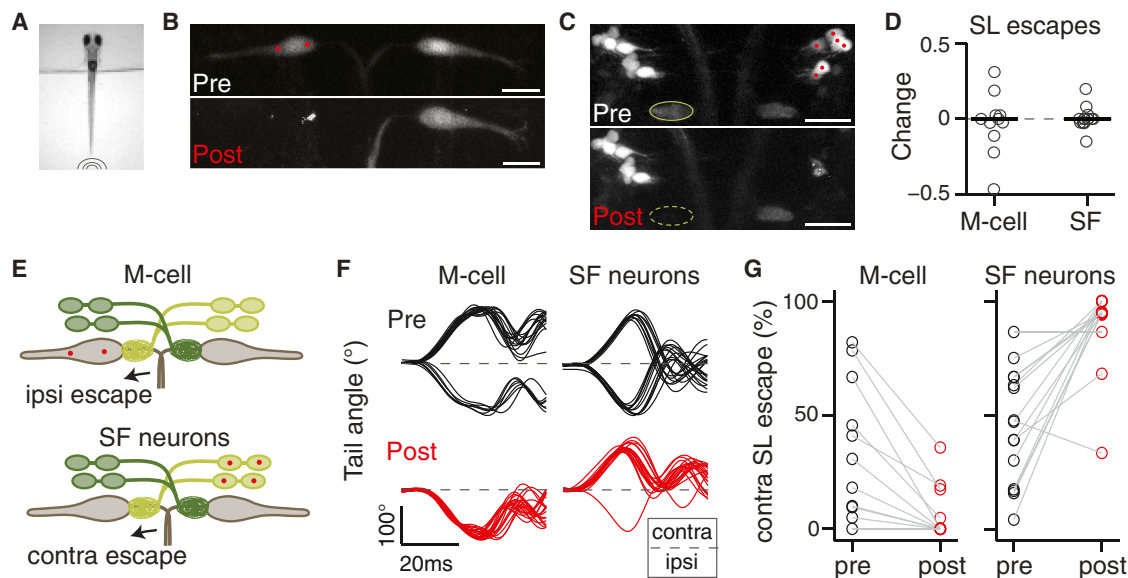 A
B
Pre
Post
C
Pre
Post
D
SL escapes
Change
0.5
0
−0.5
M-cell
SF
E
M-cell
ipsi escape
SF neurons
contra escape
F
M-cell
SF neurons
Tail angle (°)
Pre
Post
100°
20ms
contra
ipsi
G
M-cell
SF neurons
contra SL escape (%)
100
50
0
pre
post
pre
post